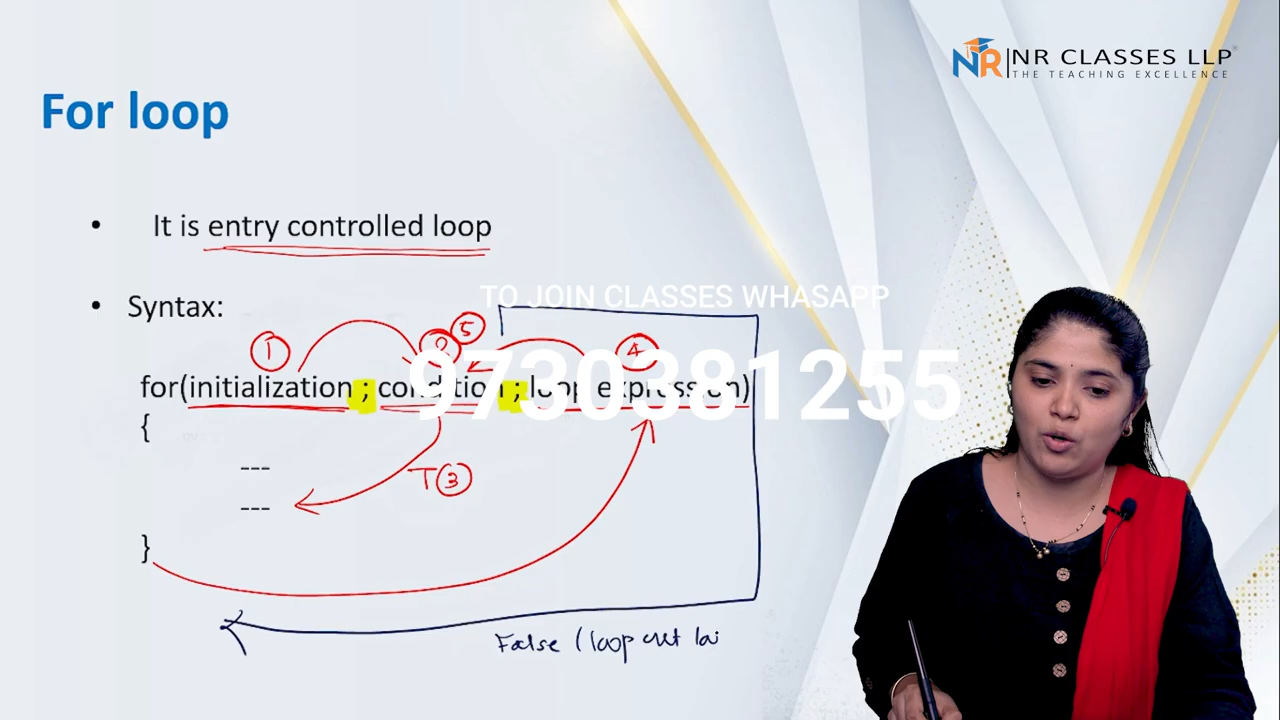 NR | NR CLASSES LLP
THE TEACHING EXCELLENCE
For loop
• It is entry controlled loop
• Syntax:
TO JOIN CLASSES WHASAPP
① ② ⑤ ④
for(initialization ; condition ; loop expression)
9730381255
{
---
T ③
---
}
False (loop out